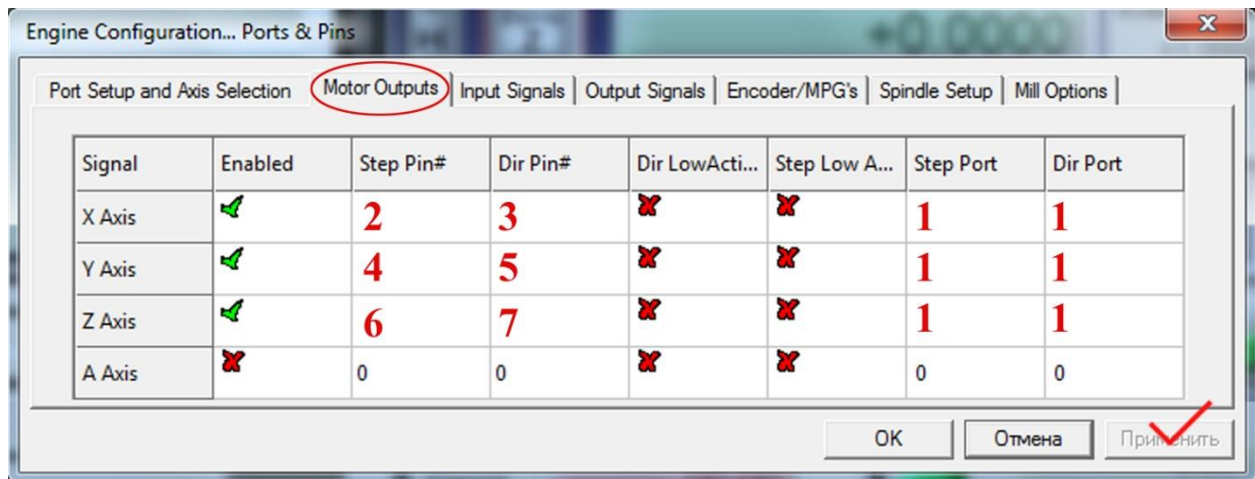 Engine Configuration... Ports & Pins
+0.0000
Port Setup and Axis Selection Motor Outputs Input Signals Output Signals Encoder/MPG's Spindle Setup Mill Options
Signal Enabled Step Pin# Dir Pin# Dir LowActi... Step Low A... Step Port Dir Port
X Axis 2 3 1 1
Y Axis 4 5 1 1
Z Axis 6 7 1 1
A Axis 0 0 0 0
OK Отмена Применить